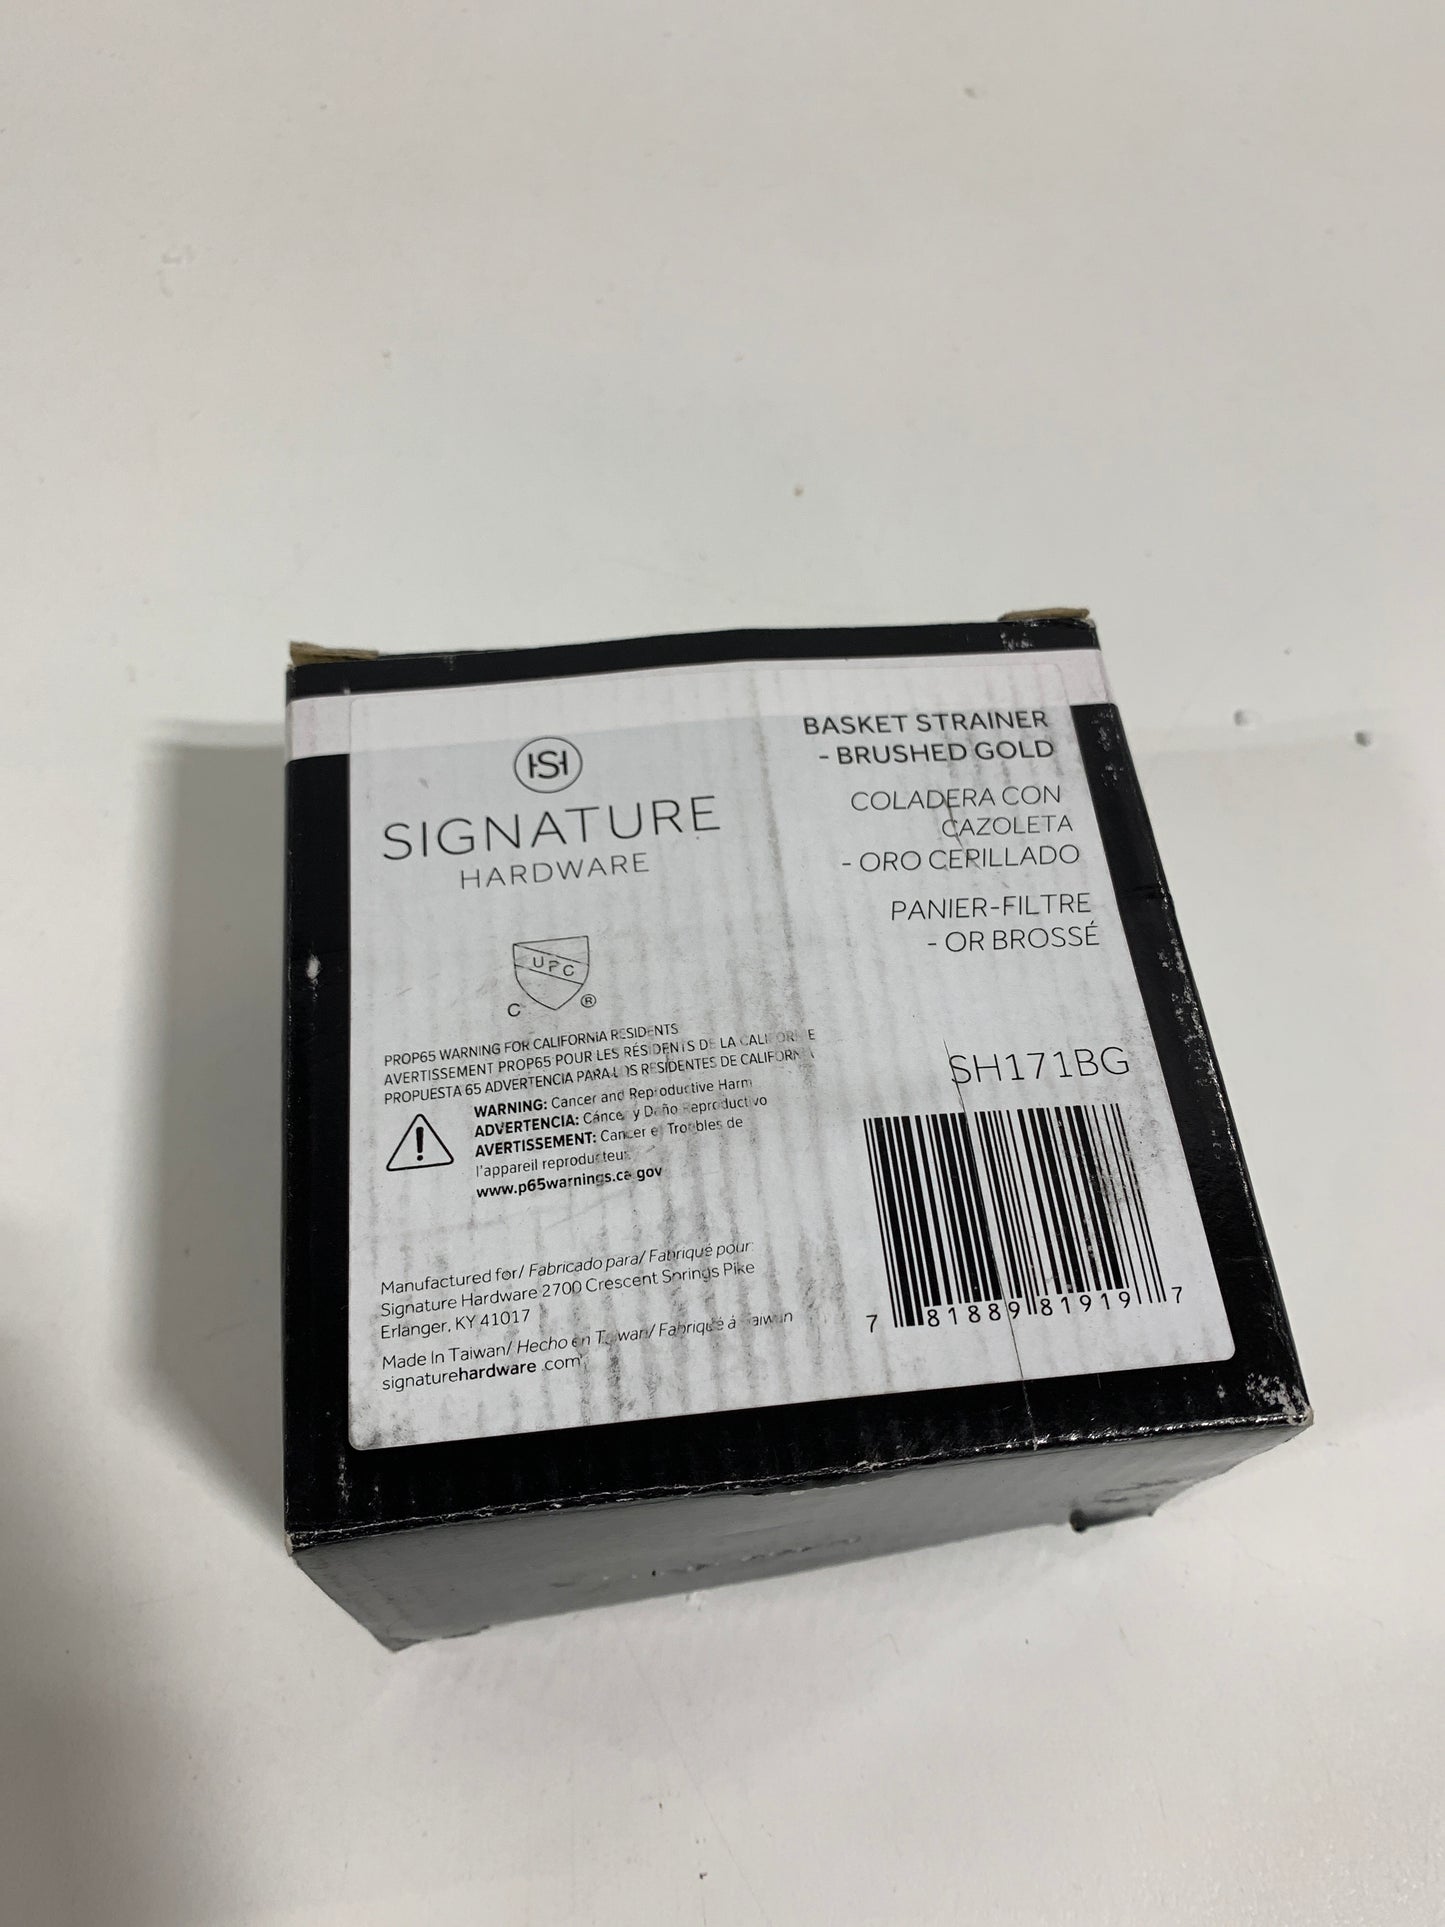 HS
SIGNATURE
HARDWARE
BASKET STRAINER
- BRUSHED GOLD
COLADERA CON
CAZOLETA
- ORO CERILLADO
PANIER-FILTRE
- OR BROSSÉ
UPC
C ®
PROP65 WARNING FOR CALIFORNIA RESIDENTS
AVERTISSEMENT PROP65 POUR LES RÉSIDENTS DE LA CALIFORNIE
PROPUESTA 65 ADVERTENCIA PARA LOS RESIDENTES DE CALIFORNIA
WARNING: Cancer and Reproductive Harm
ADVERTENCIA: Cáncer y Daño Reproductivo
AVERTISSEMENT: Cancer et Troubles de
l'appareil reproducteur
www.p65warnings.ca.gov
SH171BG
7 81889 81919 7
Manufactured for/ Fabricado para/ Fabriqué pour:
Signature Hardware 2700 Crescent Springs Pike
Erlanger, KY 41017
Made In Taiwan/ Hecho en Taiwan/ Fabriqué à Taiwan
signaturehardware.com